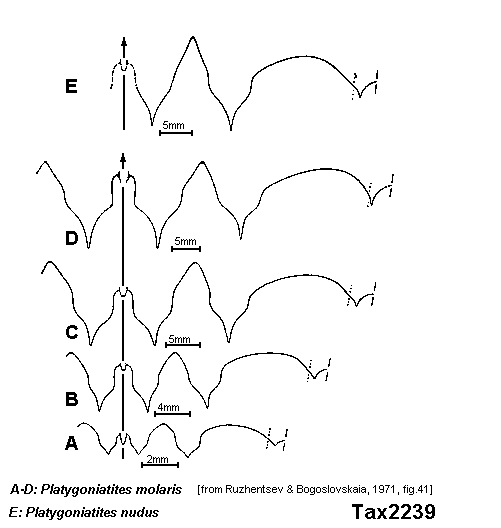 E
5mm
D
5mm
C
5mm
B
4mm
A
2mm
A-D: Platygoniatites molaris [from Ruzhentsev & Bogoslovskaia, 1971, fig.41]
E: Platygoniatites nudus Tax2239